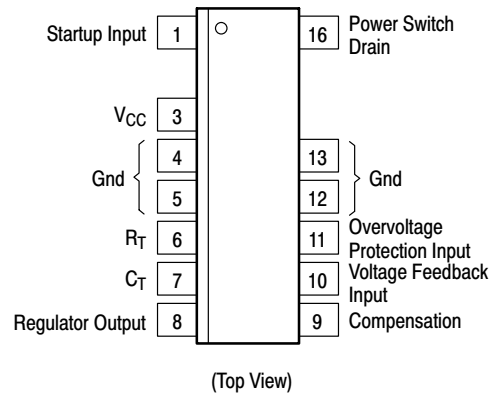 Startup Input 1 16 Power Switch
Drain
VCC 3
4 13
Gnd Gnd
5 12
RT 6 11 Overvoltage
Protection Input
CT 7 10 Voltage Feedback
Input
Regulator Output 8 9 Compensation
(Top View)